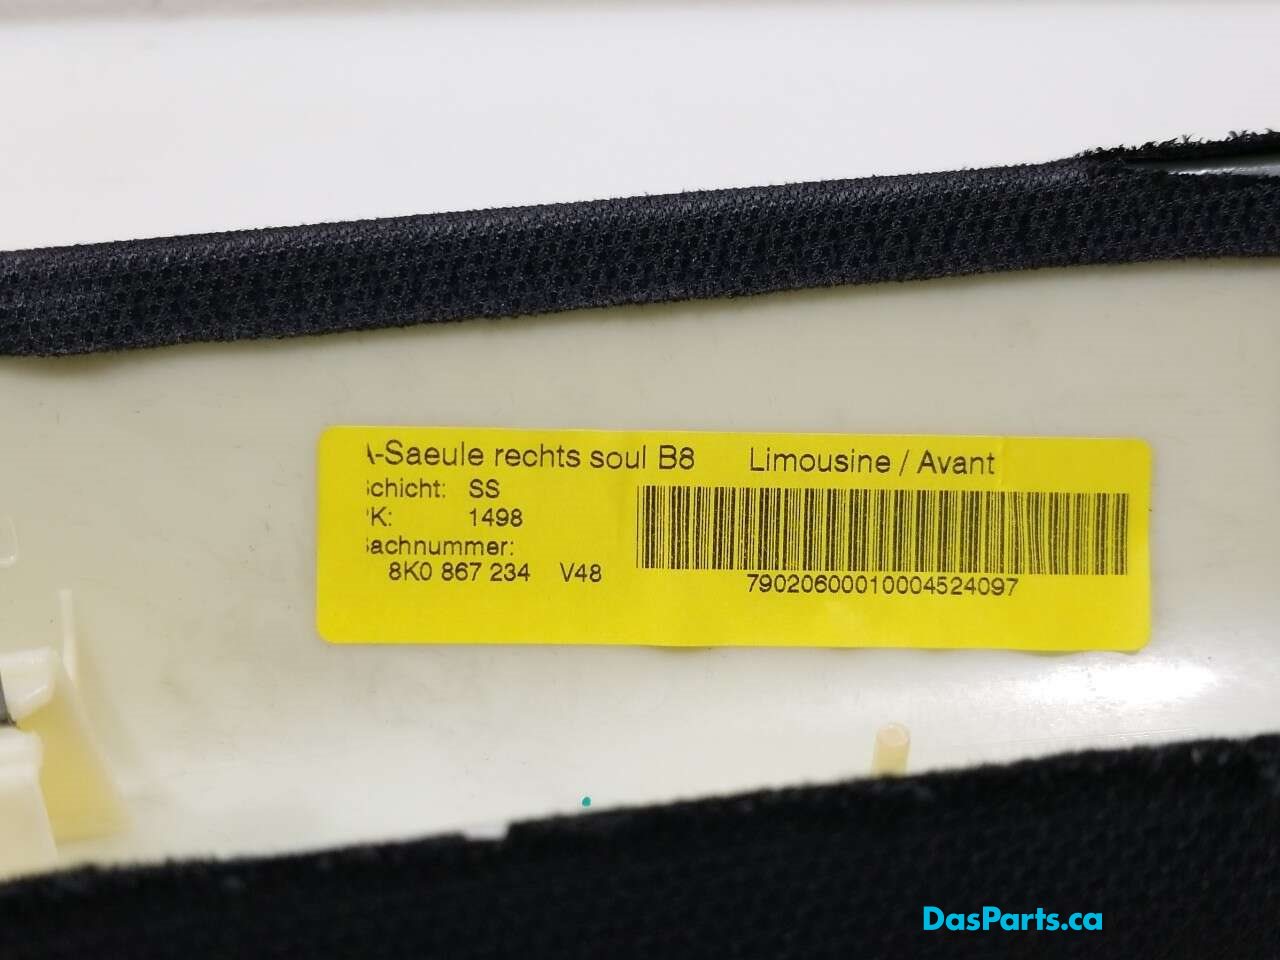 A-Saeule rechts soul B8 Limousine / Avant
Schicht: SS
PK: 1498
Sachnummer:
8K0 867 234 V48
79020600010004524097
DasParts.ca